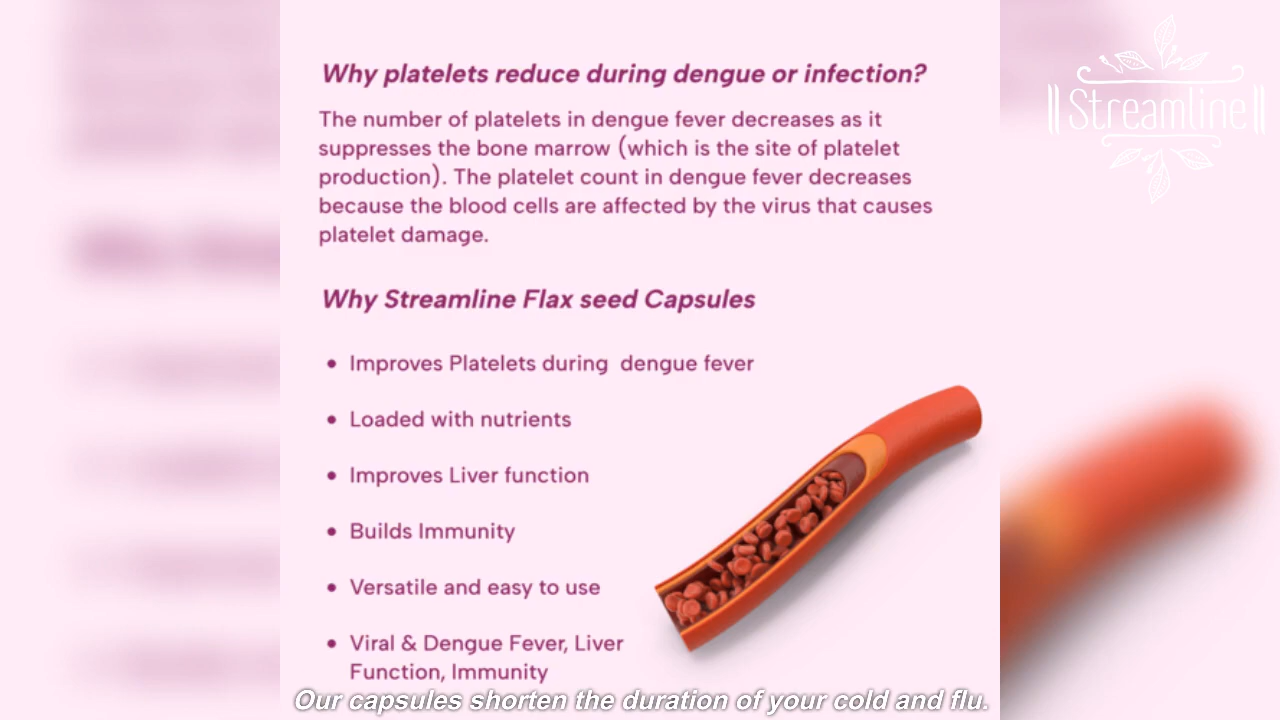 Streamline
Why platelets reduce during dengue or infection?
The number of platelets in dengue fever decreases as it
suppresses the bone marrow (which is the site of platelet
production). The platelet count in dengue fever decreases
because the blood cells are affected by the virus that causes
platelet damage.
Why Streamline Flax seed Capsules
• Improves Platelets during dengue fever
• Loaded with nutrients
• Improves Liver function
• Builds Immunity
• Versatile and easy to use
• Viral & Dengue Fever, Liver
Function, Immunity
Our capsules shorten the duration of your cold and flu.